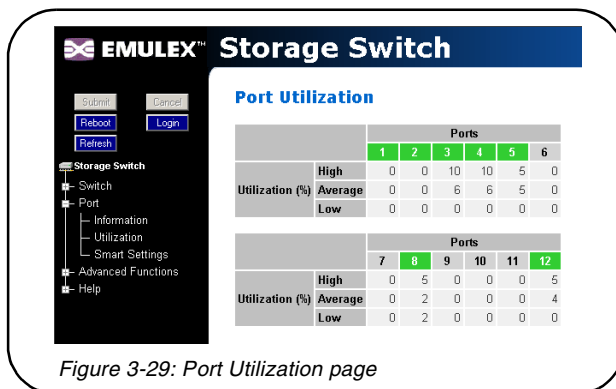 EMULEX™ Storage Switch
Submit Cancel
Reboot Login
Refresh
Storage Switch
Switch
Port
Information
Utilization
Smart Settings
Advanced Functions
Help
Port Utilization
Ports
1 2 3 4 5 6
High 0 0 10 10 5 0
Utilization (%) Average 0 0 6 6 5 0
Low 0 0 0 0 0 0
Ports
7 8 9 10 11 12
High 0 5 0 0 0 5
Utilization (%) Average 0 2 0 0 0 4
Low 0 2 0 0 0 0
Figure 3-29: Port Utilization page